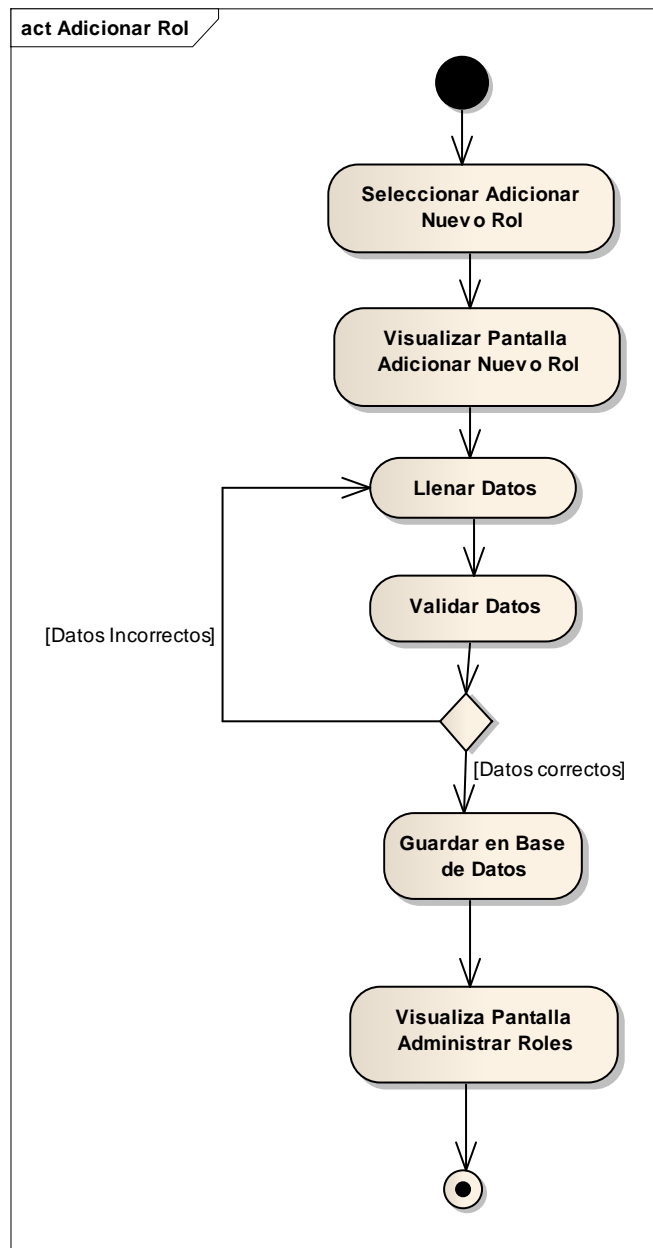 act Adicionar Rol
Seleccionar Adicionar
Nuevo Rol
Visualizar Pantalla
Adicionar Nuevo Rol
Llenar Datos
Validar Datos
[Datos Incorrectos]
[Datos correctos]
Guardar en Base
de Datos
Visualiza Pantalla
Administrar Roles